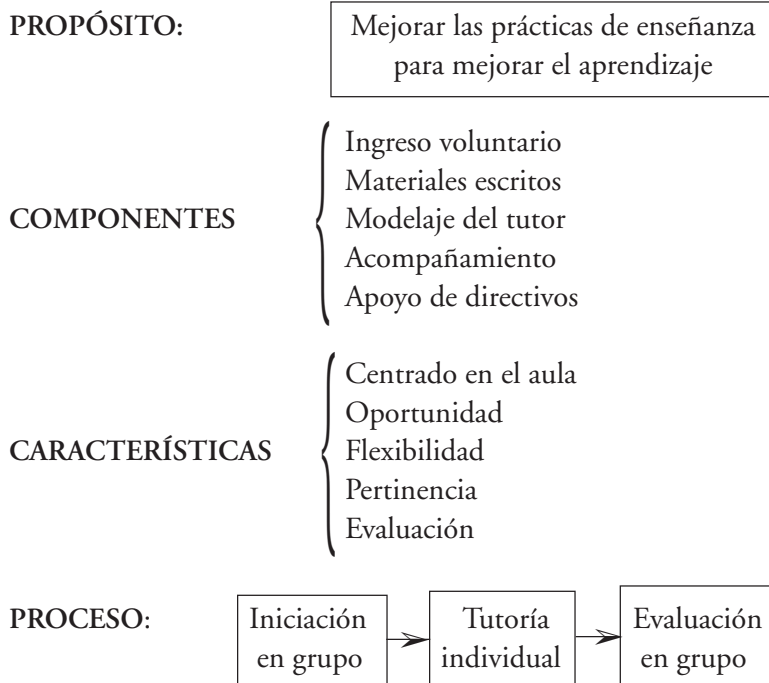 PROPÓSITO:
Mejorar las prácticas de enseñanza
para mejorar el aprendizaje
COMPONENTES
Ingreso voluntario
Materiales escritos
Modelaje del tutor
Acompañamiento
Apoyo de directivos
CARACTERÍSTICAS
Centrado en el aula
Oportunidad
Flexibilidad
Pertinencia
Evaluación
PROCESO:
Iniciación
en grupo
Tutoría
individual
Evaluación
en grupo